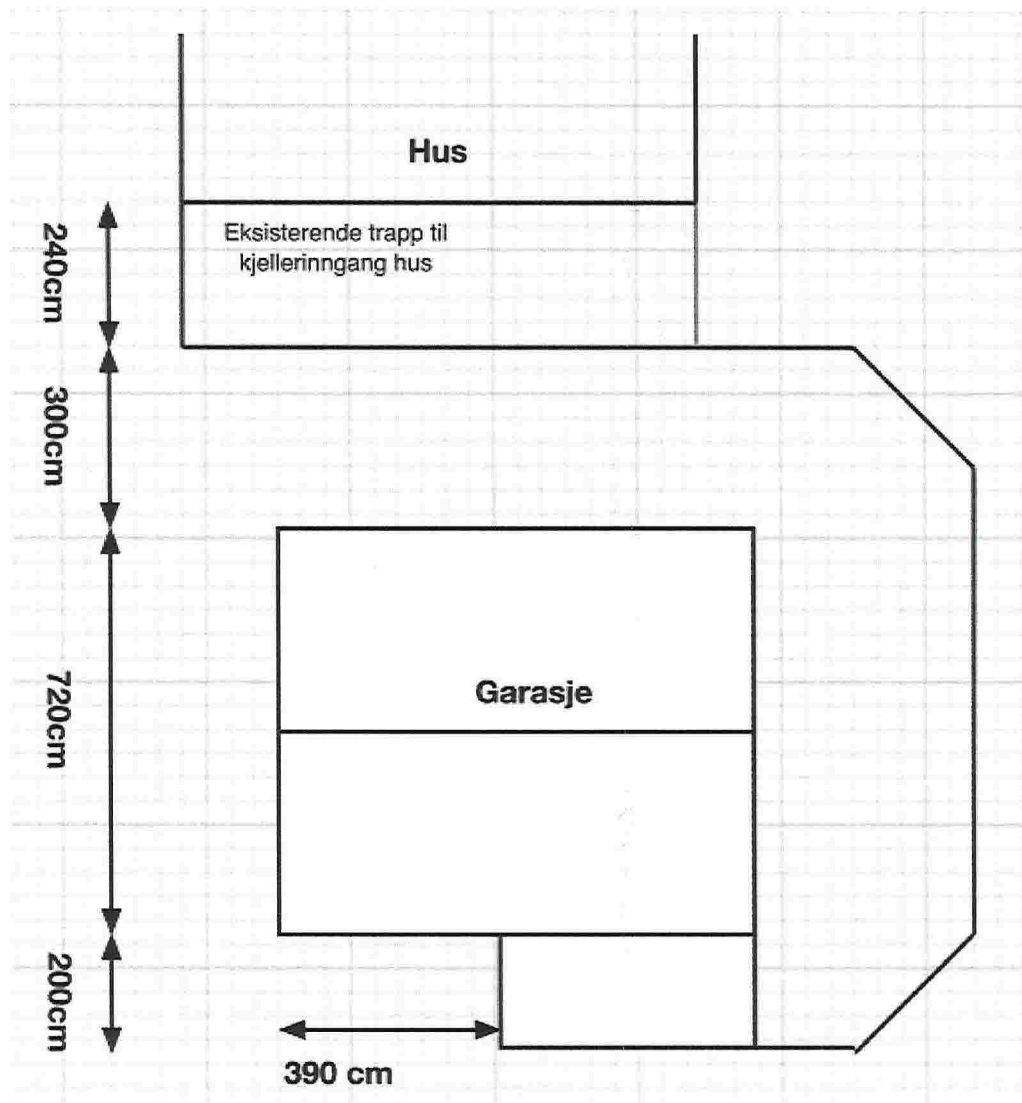 Hus
Eksisterende trapp til
kjellerinngang hus
240cm
300cm
720cm
Garasje
200cm
390 cm